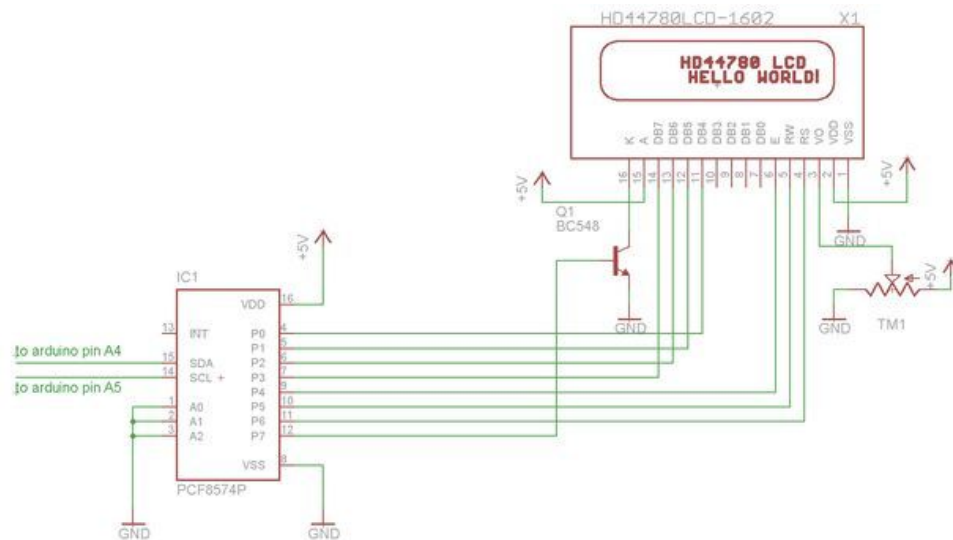 HD44780LCD-1602 X1
HD44780 LCD
HELLO WORLD!
K A DB7 DB6 DB5 DB4 DB3 DB2 DB1 DB0 E RW RS VO VDD VSS
16 15 14 13 12 11 10 9 8 7 6 5 4 3 2 1
+5V
+5V
Q1
BC548
GND
+5V
TM1
GND
GND
+5V
IC1
VDD 16
13 INT P0 4
P1 5
to arduino pin A4
15 SDA P2 6
14 SCL P3 7
to arduino pin A5
P4 9
1 A0 P5 10
2 A1 P6 11
3 A2 P7 12
VSS 8
PCF8574P
GND
GND